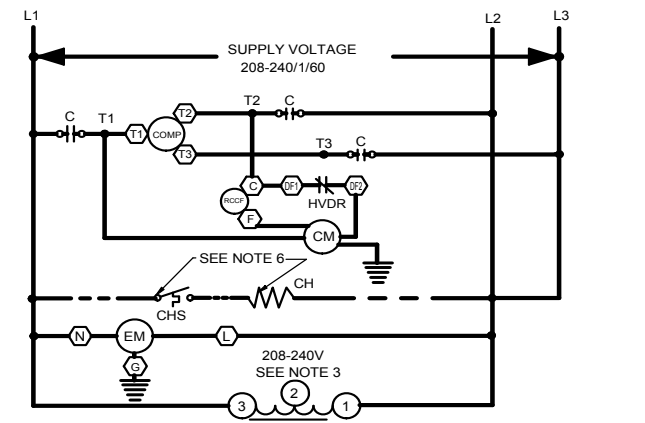 L1
L2
L3
SUPPLY VOLTAGE
208-240/1/60
C
T1
T2
C
T1
COMP
T2
T3
T3
C
C
DF1
DF2
HVDR
RCCF
F
CM
SEE NOTE 6
CH
CHS
N
EM
L
G
208-240V
SEE NOTE 3
3
2
1